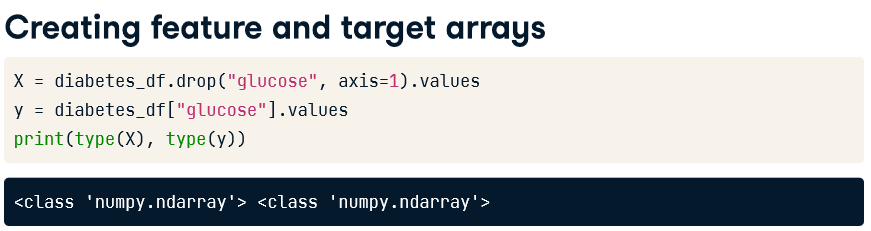 Creating feature and target arrays
X = diabetes_df.drop("glucose", axis=1).values
y = diabetes_df["glucose"].values
print(type(X), type(y))
<class 'numpy.ndarray'> <class 'numpy.ndarray'>